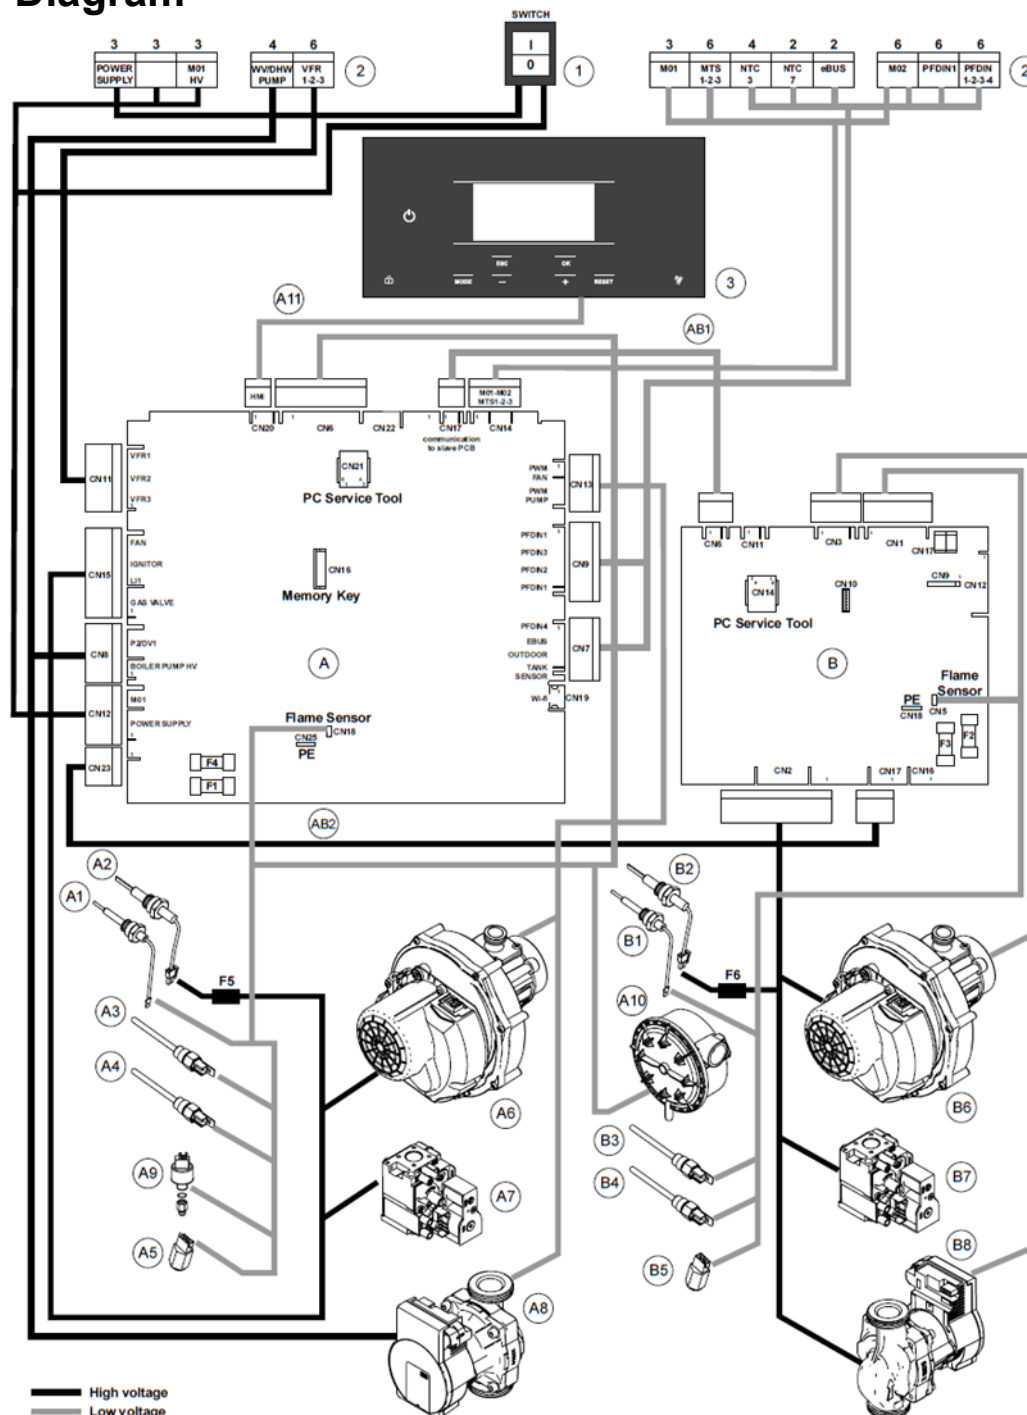 Diagram
SWITCH
I
0
1
3 3 3
POWER SUPPLY
M01 HV
4 6
WV/DHW PUMP
VFR 1-2-3
2
3 6 4 2 2
M01
MTS 1-2-3
NTC 3
NTC 7
eBUS
6 6 6
M02
PFDIN1
PFDIN 1-2-3-4
2
ESC
OK
MODE
−
+
RESET
3
A11
AB1
HMI
M01-M02
MTS1-2-3
CN20
CN6
CN22
CN17
communication
to slave PCB
CN14
CN11
VFR1
VFR2
VFR3
CN21
PC Service Tool
PWM
FAN
PWM
PUMP
CN13
CN15
FAN
IGNITOR
LI1
GAS VALVE
CN16
Memory Key
PFDIN1
PFDIN3
PFDIN2
PFDIN1
CN9
CN8
P2/DV1
BOILER PUMP HV
A
PFDIN4
EBUS
OUTDOOR
TANK
SENSOR
CN7
CN12
M01
POWER SUPPLY
Wi-fi
CN19
Flame Sensor
CN18
CN25
PE
CN23
F4
F1
AB2
CN6
CN11
CN3
CN1
CN17
CN9
CN12
CN14
CN10
PC Service Tool
B
Flame
Sensor
PE
CN5
CN18
F3
F2
CN2
CN17
CN16
A2
A1
F5
A3
A4
A9
A5
A6
A7
A8
B2
B1
F6
A10
B3
B4
B5
B6
B7
B8
High voltage
Low voltage